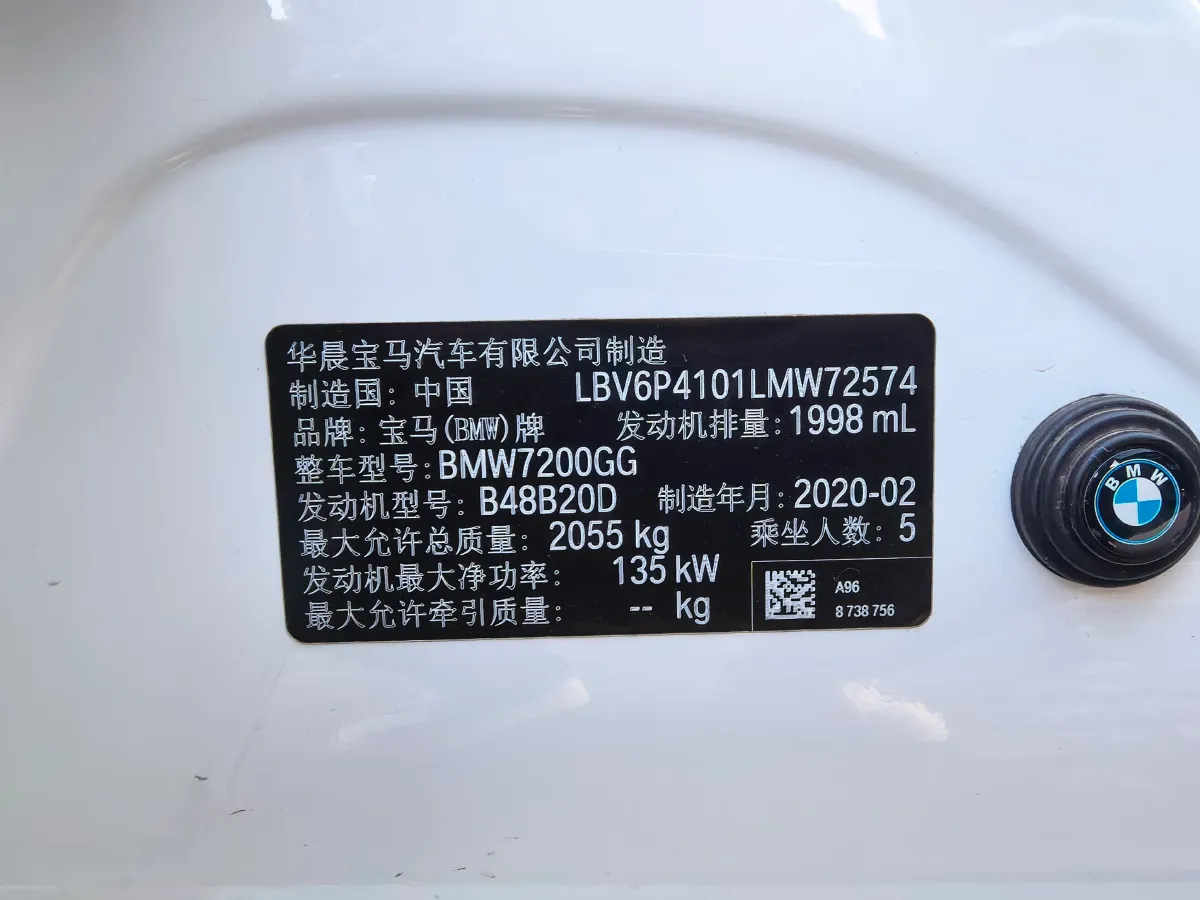 华晨宝马汽车有限公司制造
制造国：中国 LBV6P4101LMW72574
品牌：宝马(BMW)牌 发动机排量：1998 mL
整车型号：BMW7200GG
发动机型号：B48B20D 制造年月：2020-02
最大允许总质量：2055 kg 乘坐人数：5
发动机最大净功率：135 kW
最大允许牵引质量：-- kg
A96
8 738 756
BMW